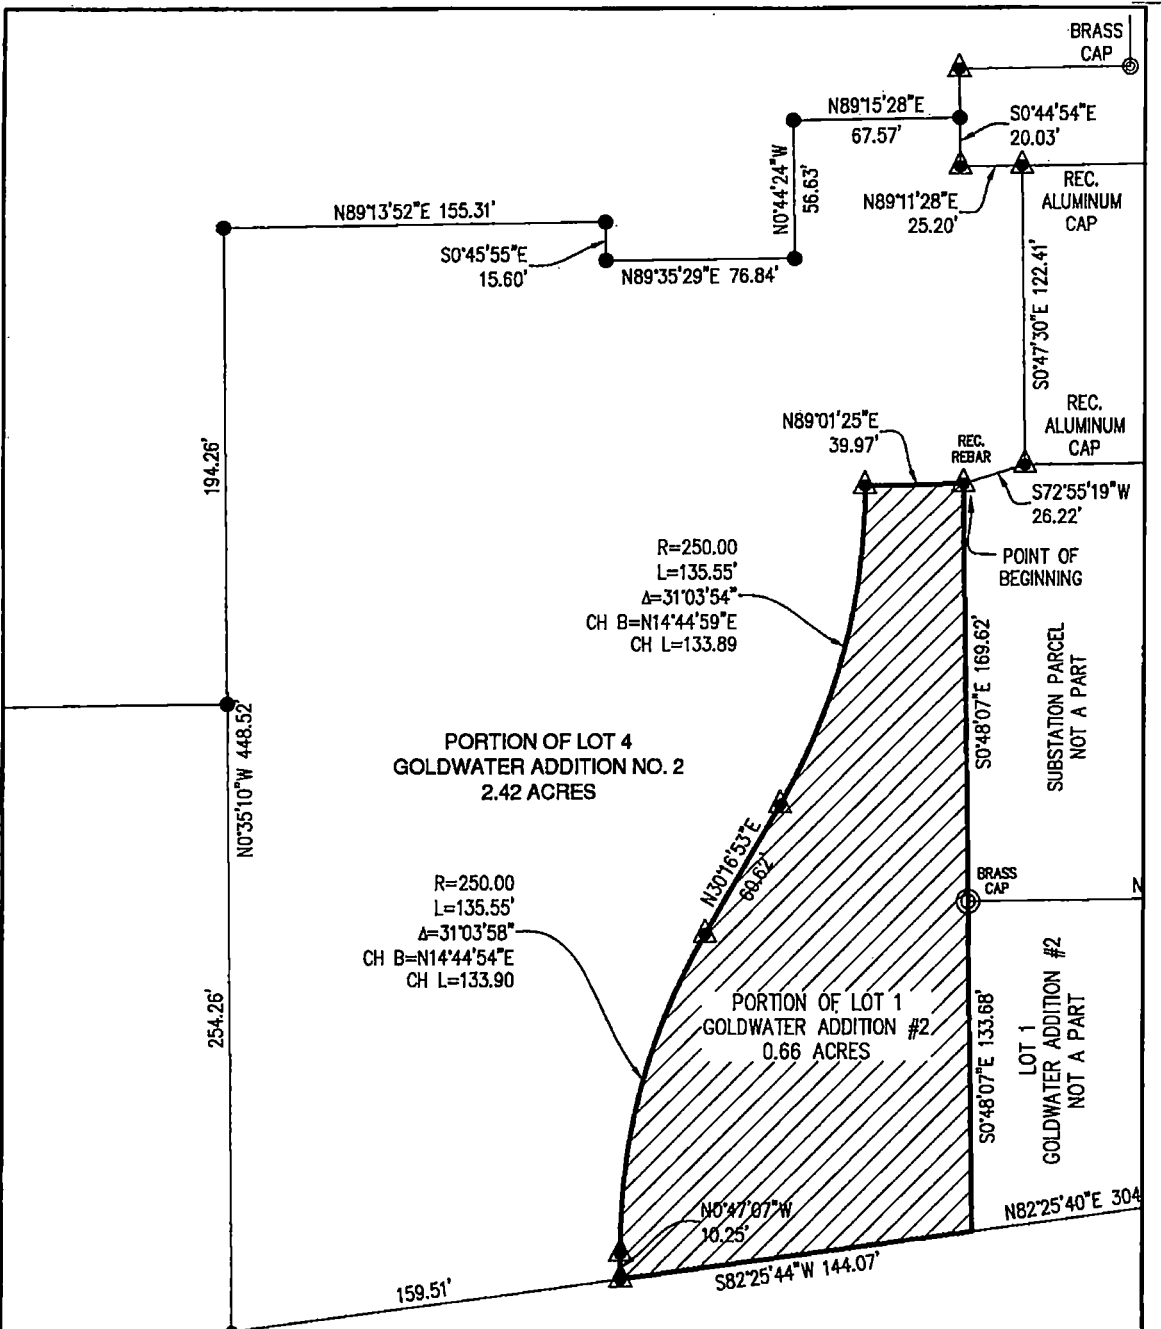 BRASS
CAP
N89°15'28"E
67.57'
S0°44'54"E
20.03'
N0°44'24"W
56.63'
N89°11'28"E
25.20'
REC.
ALUMINUM
CAP
N89°13'52"E 155.31'
S0°45'55"E
15.60'
N89°35'29"E 76.84'
S0°47'30"E 122.41'
N89°01'25"E
39.97'
REC.
REBAR
REC.
ALUMINUM
CAP
S72°55'19"W
26.22'
194.26'
POINT OF
BEGINNING
R=250.00
L=135.55'
Δ=31°03'54"
CH B=N14°44'59"E
CH L=133.89
S0°48'07"E 169.62'
SUBSTATION PARCEL
NOT A PART
N0°35'10"W 448.52'
PORTION OF LOT 4
GOLDWATER ADDITION NO. 2
2.42 ACRES
N30°16'53"E
60.62'
BRASS
CAP
N
R=250.00
L=135.55'
Δ=31°03'58"
CH B=N14°44'54"E
CH L=133.90
254.26'
PORTION OF LOT 1
GOLDWATER ADDITION #2
0.66 ACRES
S0°48'07"E 133.68'
LOT 1
GOLDWATER ADDITION #2
NOT A PART
N0°47'07"W
10.25'
N82°25'40"E 304
S82°25'44"W 144.07'
159.51'